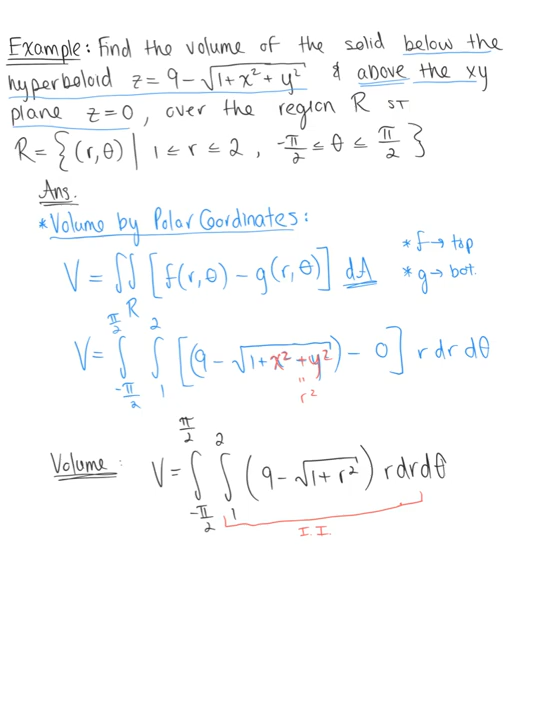 Example: Find the volume of the solid below the
hyperboloid z = 9 - √(1 + x² + y²) & above the xy
plane z = 0, over the region R ST
R = { (r, θ) | 1 ≤ r ≤ 2, -π/2 ≤ θ ≤ π/2 }
Ans.
*Volume by Polar Coordinates:
V = ∬_R [f(r, θ) - g(r, θ)] dA
* f → top
* g → bot.
V = ∫_{-π/2}^{π/2} ∫_1^2 [(9 - √(1 + x² + y²)) - 0] r dr dθ
" r²
Volume: V = ∫_{-π/2}^{π/2} ∫_1^2 (9 - √(1 + r²)) r dr dθ
I.I.